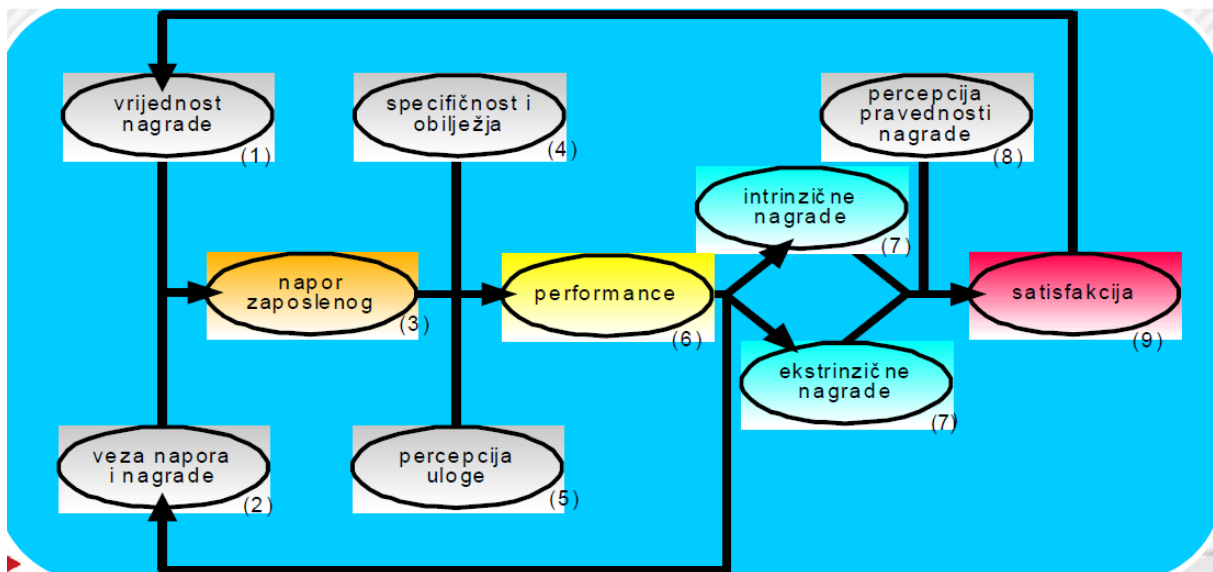 vrijednost
nagrade
(1)
specifičnost i
obilježja
(4)
percepcija
pravednosti
nagrade
(8)
intrinzične
nagrade
(7)
napor
zaposlenog
(3)
performance
(6)
satisfakcija
(9)
ekstrinzične
nagrade
(7)
veza napora
i nagrade
(2)
percepcija
uloge
(5)